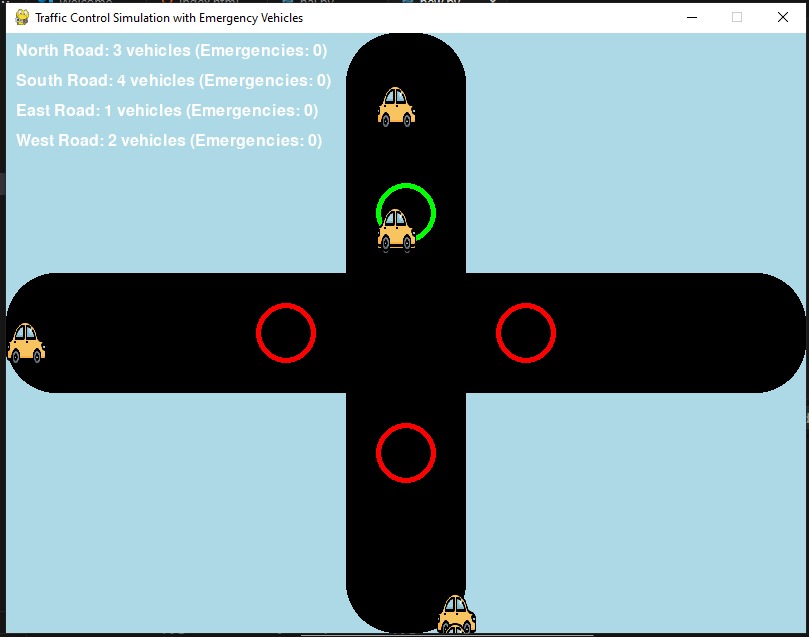 Traffic Control Simulation with Emergency Vehicles
North Road: 3 vehicles (Emergencies: 0)
South Road: 4 vehicles (Emergencies: 0)
East Road: 1 vehicles (Emergencies: 0)
West Road: 2 vehicles (Emergencies: 0)